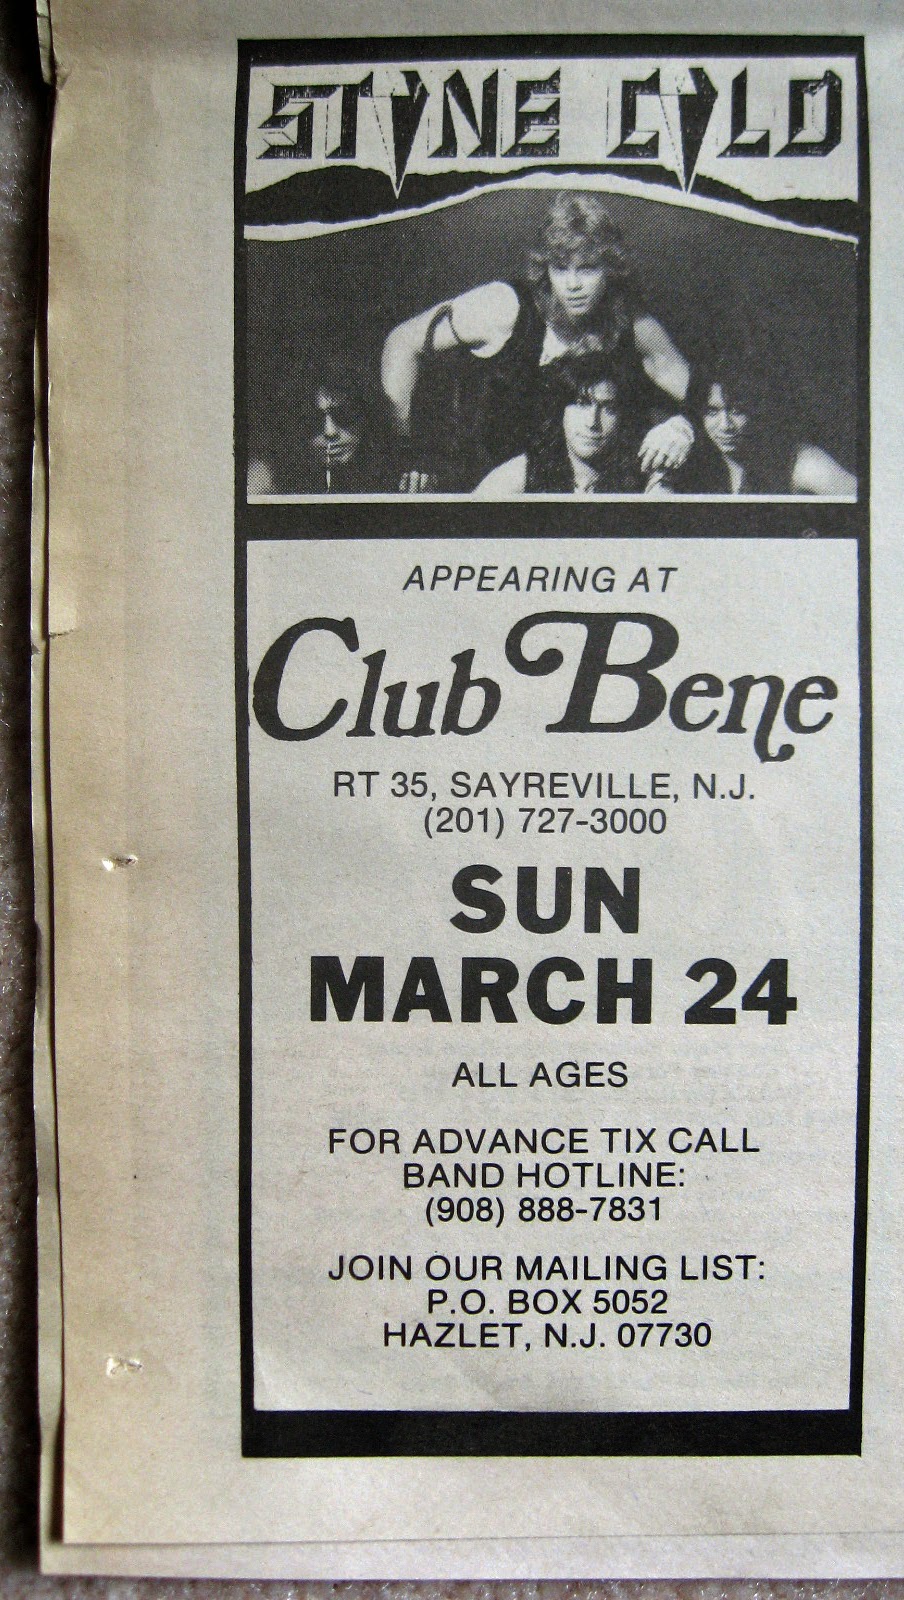 STONE COLD
APPEARING AT
Club Bene
RT 35, SAYREVILLE, N.J.
(201) 727-3000
SUN
MARCH 24
ALL AGES
FOR ADVANCE TIX CALL
BAND HOTLINE:
(908) 888-7831
JOIN OUR MAILING LIST:
P.O. BOX 5052
HAZLET, N.J. 07730